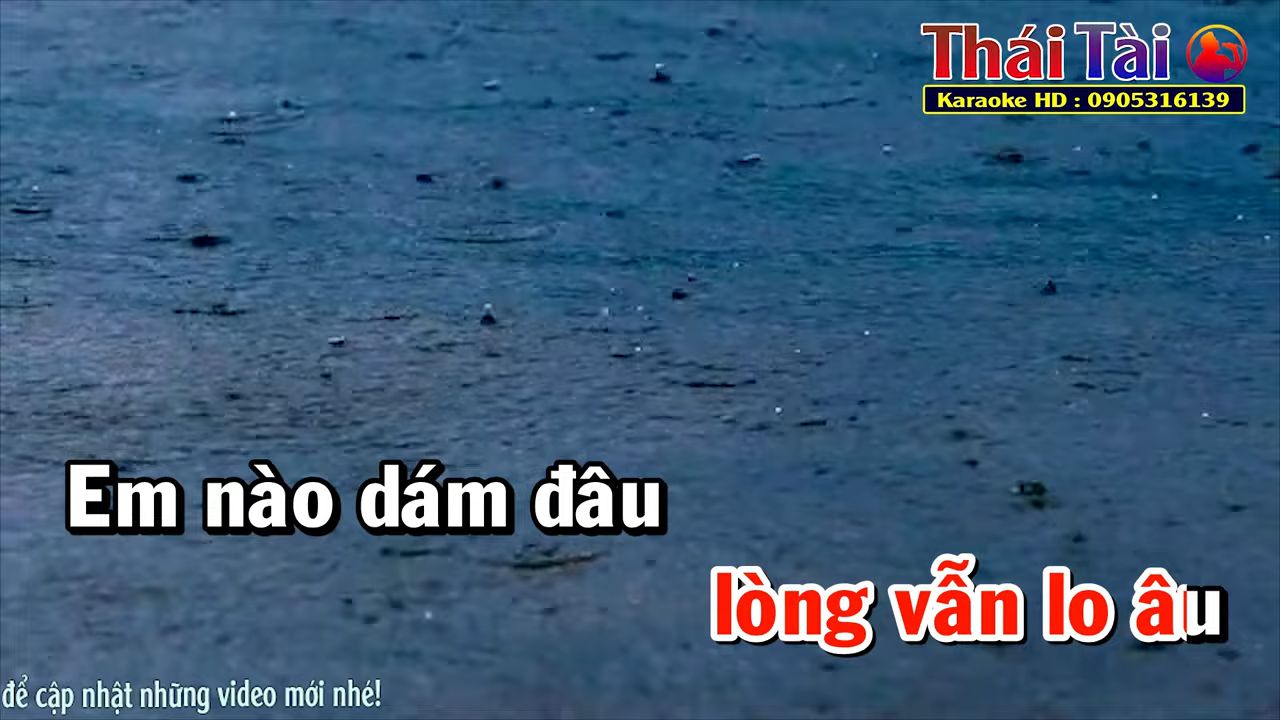 Thái Tài
Karaoke HD : 0905316139
Em nào dám đâu
lòng vẫn lo âu
để cập nhật những video mới nhé!